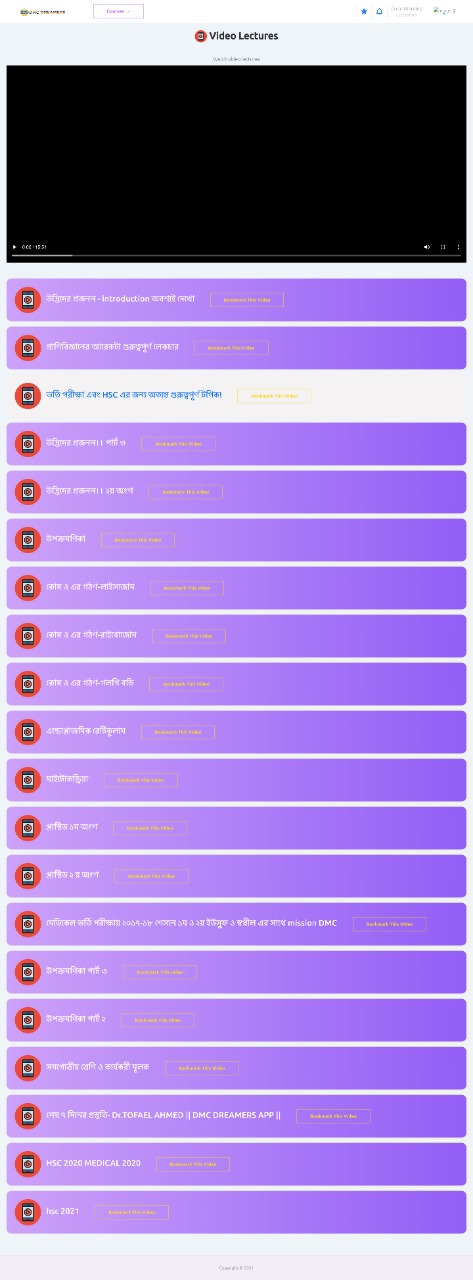 DMC DREAMERS
Courses
Good Morning
Video Lectures
Watch video lectures
0:00 / 15:51
উদ্ভিদের প্রজনন - introduction অবশ্যই দেখো
Bookmark This Video
প্রাণিবিজ্ঞানের আরেকটা গুরুত্বপূর্ণ লেকচার
Bookmark This Video
ভর্তি পরীক্ষা এবং HSC এর জন্য অত্যন্ত গুরুত্বপূর্ণ টপিক!
Bookmark This Video
উদ্ভিদের প্রজনন।। পার্ট ৩
Bookmark This Video
উদ্ভিদের প্রজনন।। ২য় অংশ
Bookmark This Video
উপক্রমণিকা
Bookmark This Video
কোষ ও এর গঠন-লাইসোজোম
Bookmark This Video
কোষ ও এর গঠন-রাইবোজোম
Bookmark This Video
কোষ ও এর গঠন-গলগি বডি
Bookmark This Video
এন্ডোপ্লাজমিক রেটিকুলাম
Bookmark This Video
মাইটোকন্ড্রিয়া
Bookmark This Video
প্লাস্টিড ১ম অংশ
Bookmark This Video
প্লাস্টিড ২ য় অংশ
Bookmark This Video
মেডিকেল ভর্তি পরীক্ষায় ২০১৭-১৮ সেশনে ১ম ও ২য় ইউসুফ ও স্বপ্নীল এর সাথে mission DMC
Bookmark This Video
উপক্রমণিকা পার্ট ৩
Bookmark This Video
উপক্রমণিকা পার্ট ২
Bookmark This Video
সমগোত্রীয় শ্রেণি ও কার্যকরী মূলক
Bookmark This Video
শেষ ৭ দিনের প্রস্তুতি- Dr.TOFAEL AHMED || DMC DREAMERS APP ||
Bookmark This Video
HSC 2020 MEDICAL 2020
Bookmark This Video
hsc 2021
Bookmark This Video
Copyright © 2021